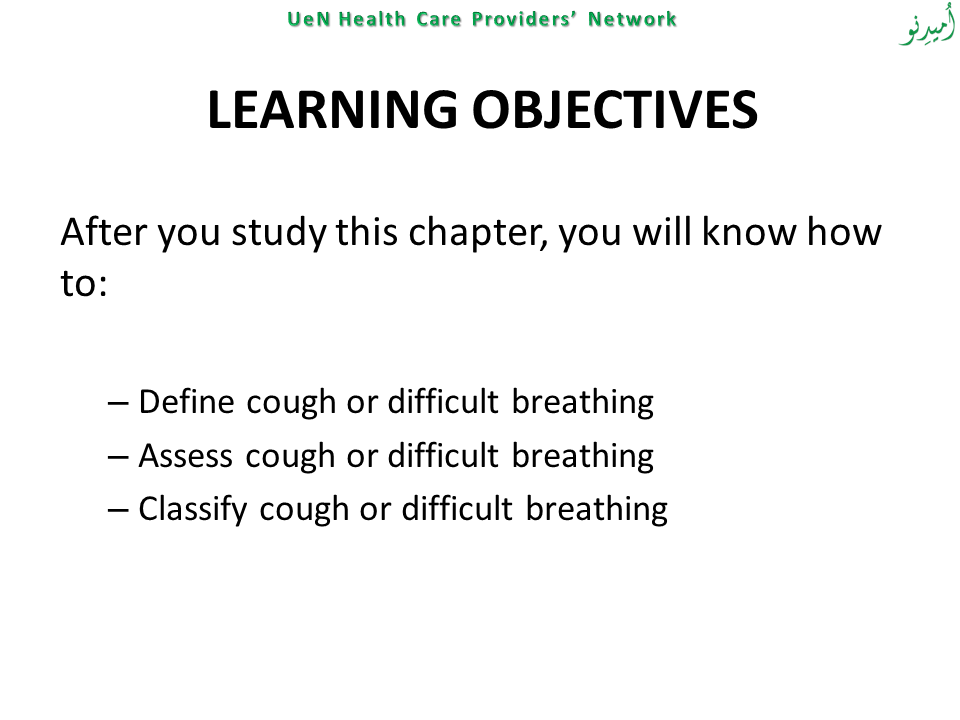 UeN Health Care Providers’ Network
اُمیدِنو
LEARNING OBJECTIVES
After you study this chapter, you will know how
to:
– Define cough or difficult breathing
– Assess cough or difficult breathing
– Classify cough or difficult breathing